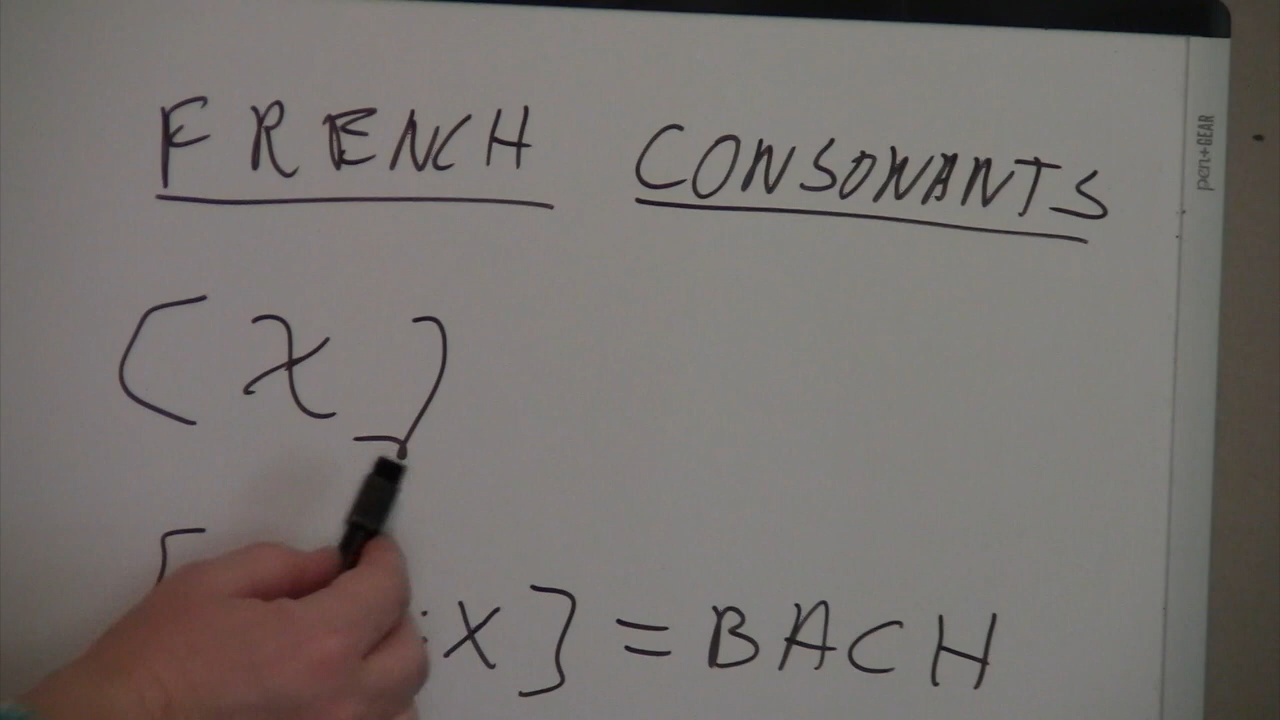 FRENCH CONSONANTS
[χ]
:X] = BACH
pen+GEAR